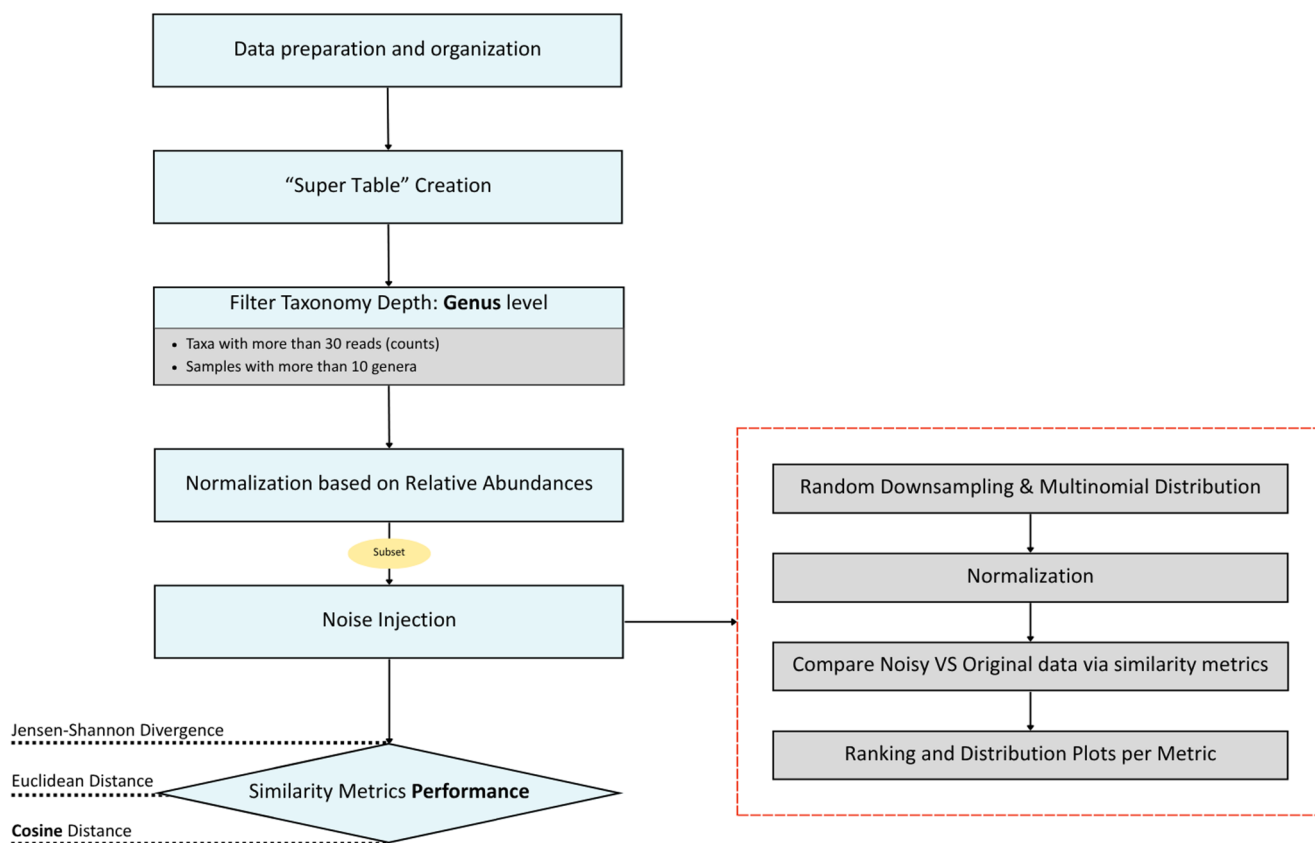 Data preparation and organization
“Super Table” Creation
Filter Taxonomy Depth: Genus level
• Taxa with more than 30 reads (counts)
• Samples with more than 10 genera
Normalization based on Relative Abundances
Subset
Noise Injection
Random Downsampling & Multinomial Distribution
Normalization
Compare Noisy VS Original data via similarity metrics
Ranking and Distribution Plots per Metric
Jensen-Shannon Divergence
Euclidean Distance
Cosine Distance
Similarity Metrics Performance